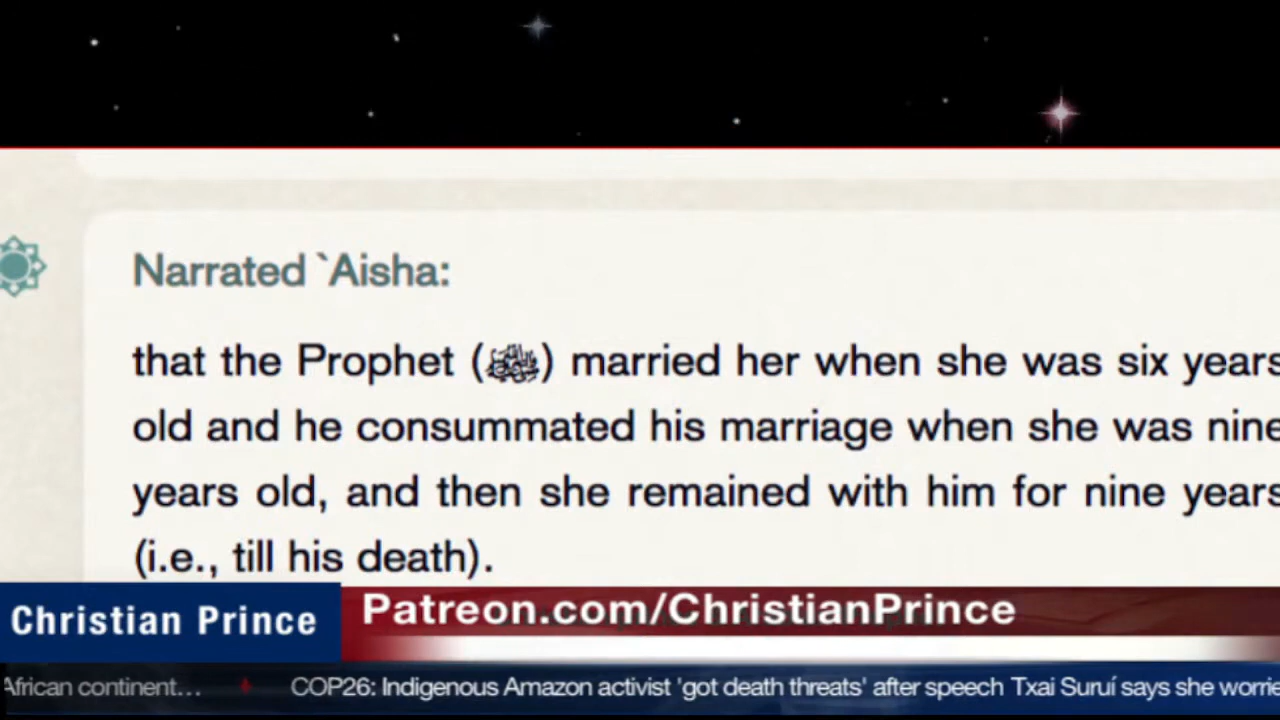 Narrated `Aisha:
that the Prophet (ﷺ) married her when she was six years
old and he consummated his marriage when she was nine
years old, and then she remained with him for nine years
(i.e., till his death).
Christian Prince
Patreon.com/ChristianPrince
African continent...
COP26: Indigenous Amazon activist 'got death threats' after speech Txai Suruí says she worrie